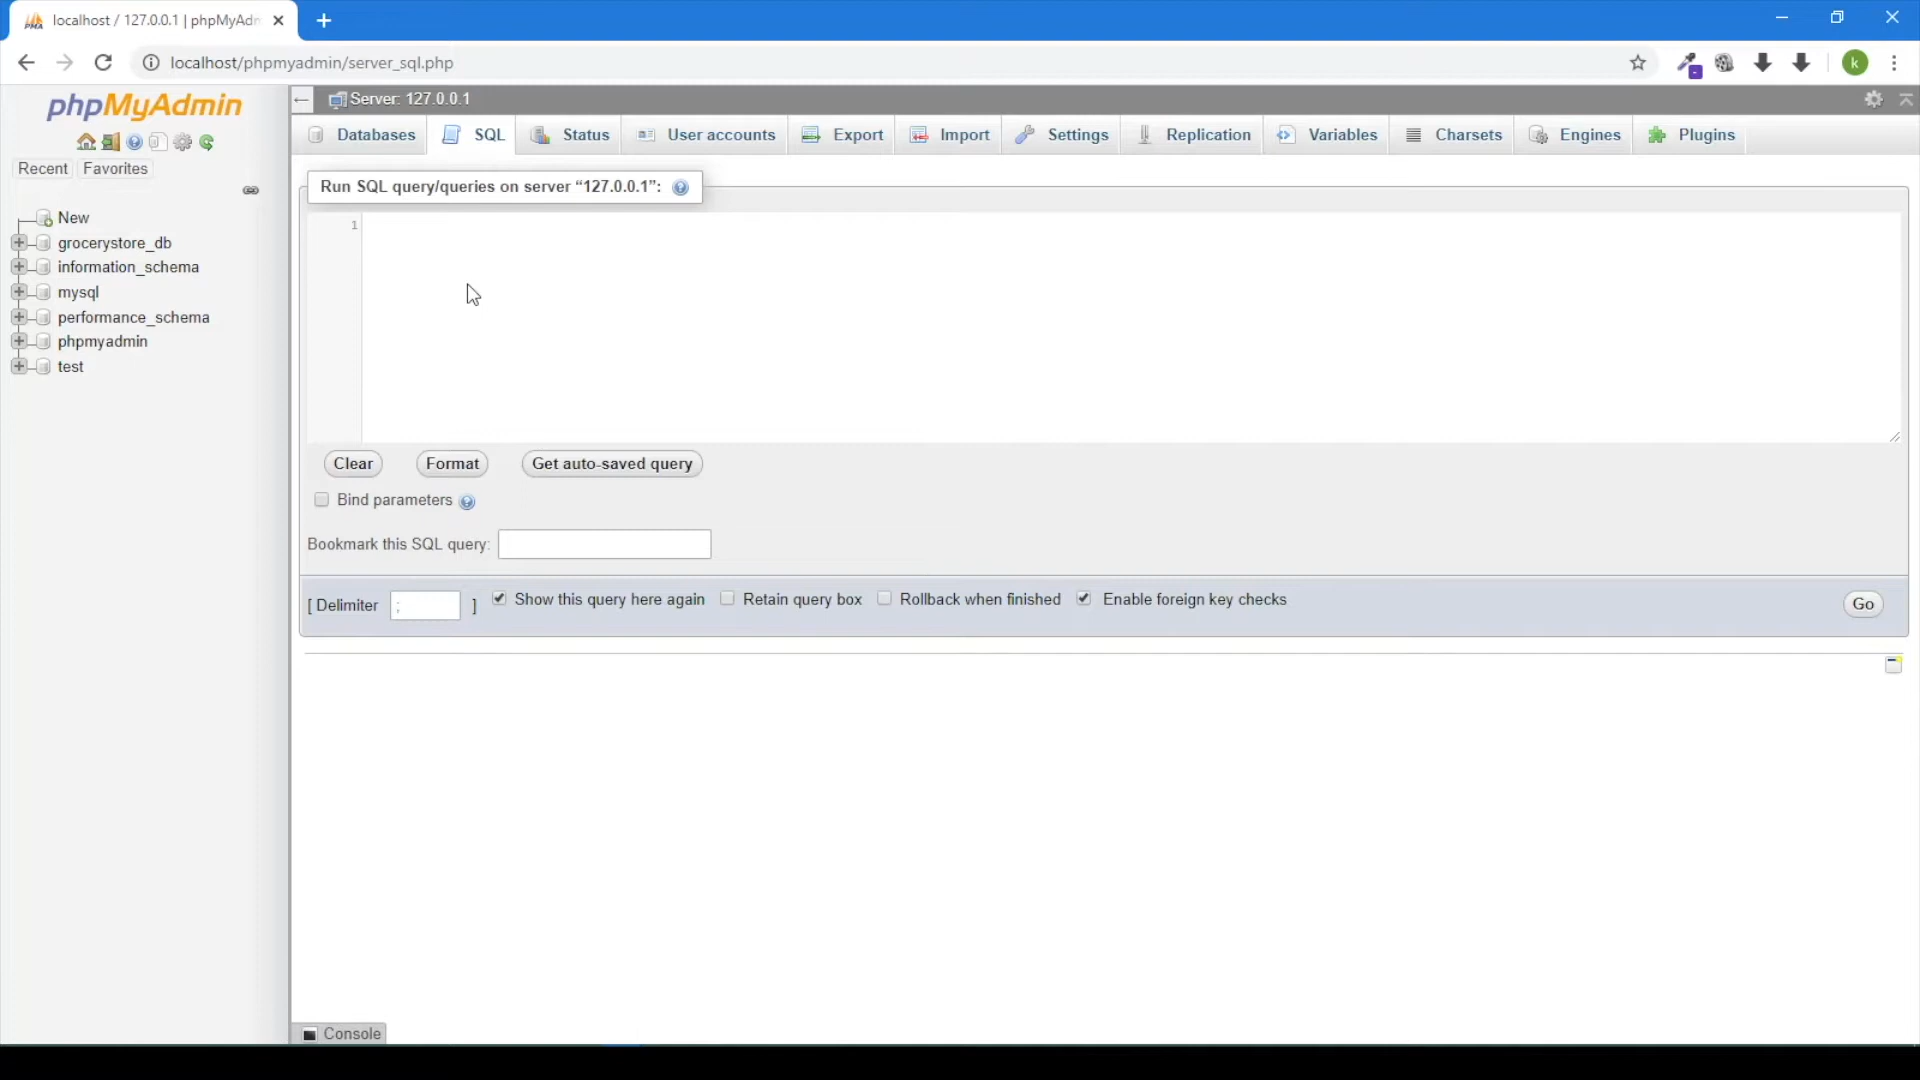 localhost / 127.0.0.1 | phpMyAdm
localhost/phpmyadmin/server_sql.php
k
phpMyAdmin
Recent Favorites
New
grocerystore_db
information_schema
mysql
performance_schema
phpmyadmin
test
Server: 127.0.0.1
Databases SQL Status User accounts Export Import Settings Replication Variables Charsets Engines Plugins
Run SQL query/queries on server “127.0.0.1”:
1
Clear Format Get auto-saved query
Bind parameters
Bookmark this SQL query:
[ Delimiter ; ] Show this query here again Retain query box Rollback when finished Enable foreign key checks Go
Console